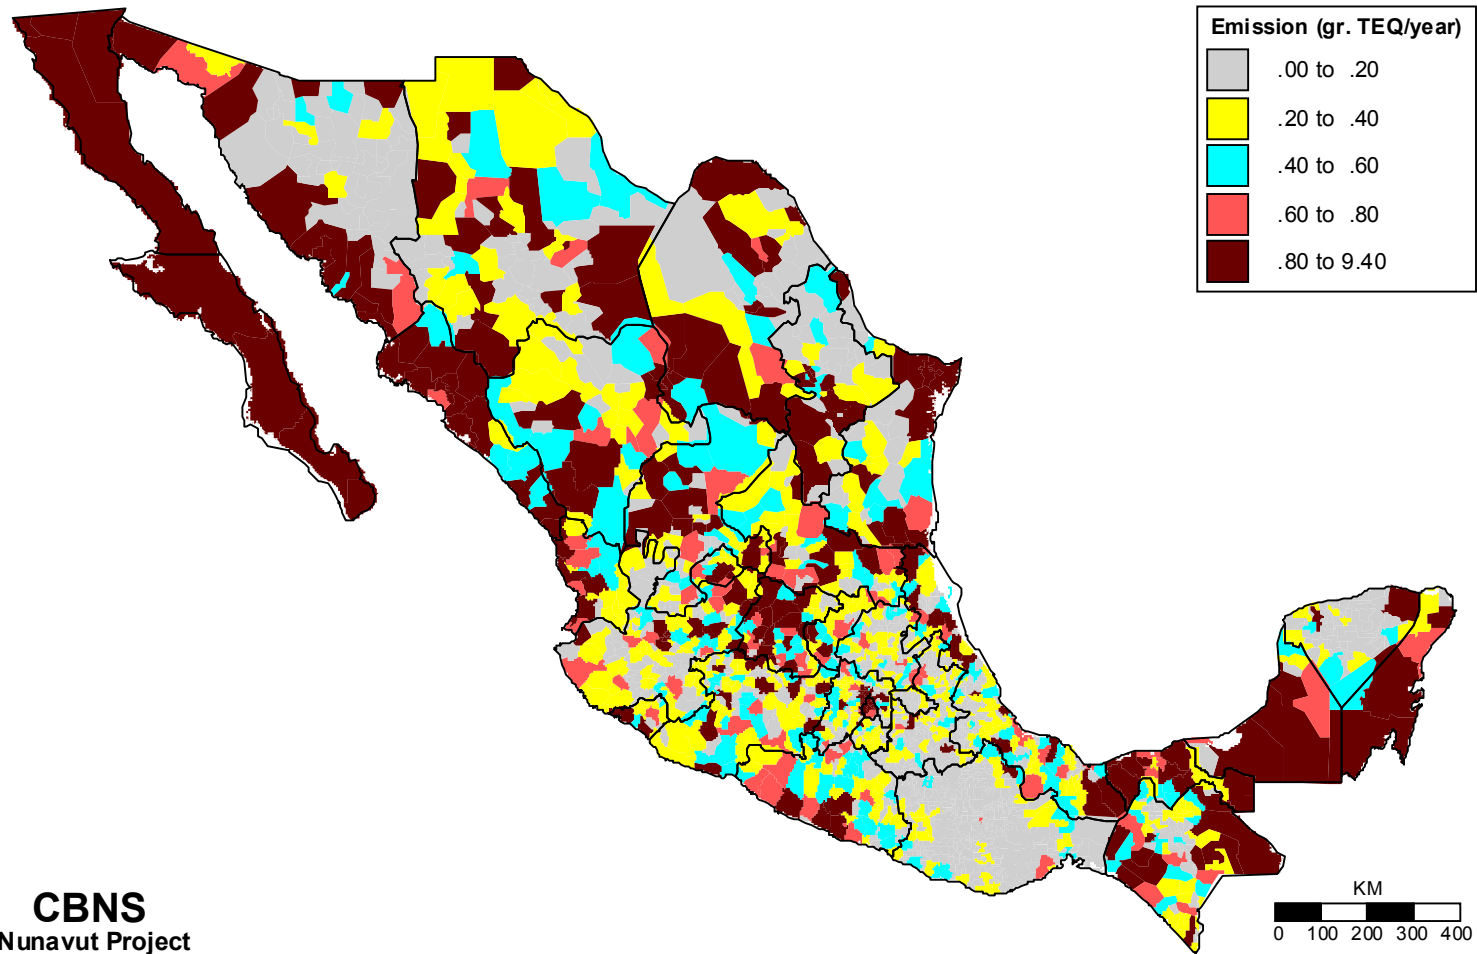 Emission (gr. TEQ/year)
.00 to .20
.20 to .40
.40 to .60
.60 to .80
.80 to 9.40
CBNS
Nunavut Project
KM
0 100 200 300 400